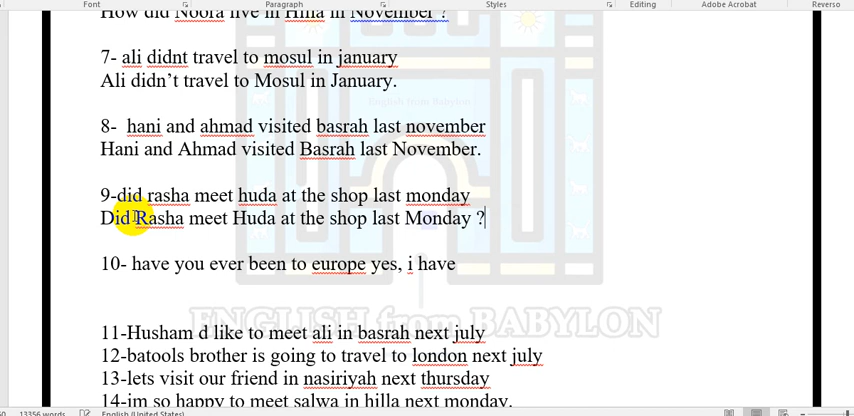 Font
Paragraph
Styles
Editing
Adobe Acrobat
Reverso
How did Noora live in Hilla in November ?
7- ali didnt travel to mosul in january
Ali didn't travel to Mosul in January.
English from Babylon
8- hani and ahmad visited basrah last november
Hani and Ahmad visited Basrah last November.
9-did rasha meet huda at the shop last monday
Did Rasha meet Huda at the shop last Monday ?
10- have you ever been to europe yes, i have
ENGLISH from BABYLON
11-Husham d like to meet ali in basrah next july
12-batools brother is going to travel to london next july
13-lets visit our friend in nasiriyah next thursday
14-im so happy to meet salwa in hilla next monday.
13356 words
English (United States)